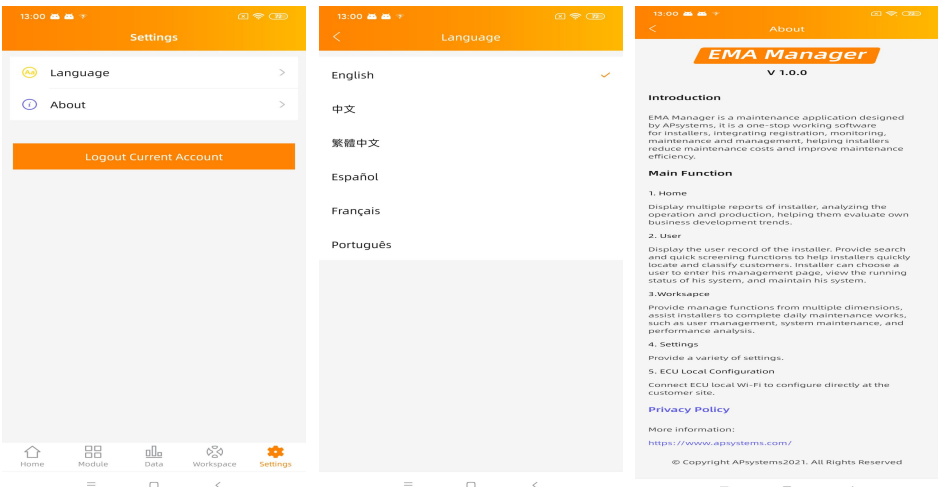 13:00
Settings
Language
About
Logout Current Account
Home
Module
Data
Workspace
Settings
13:00
Language
English
中文
繁體中文
Español
Français
Português
13:00
About
EMA Manager
V 1.0.0
Introduction
EMA Manager is a maintenance application designed
by APsystems, it is a one-stop working software
for installers, integrating registration, monitoring,
maintenance and management, helping installers
reduce maintenance costs and improve maintenance
efficiency.
Main Function
1. Home
Display multiple reports of installer, analyzing the
operation and production, helping them evaluate own
business development trends.
2. User
Display the user record of the installer. Provide search
and quick screening functions to help installers quickly
locate and classify customers. Installer can choose a
user to enter his management page, view the running
status of his system, and maintain his system.
3.Worksapce
Provide manage functions from multiple dimensions,
assist installers to complete daily maintenance works,
such as user management, system maintenance, and
performance analysis.
4. Settings
Provide a variety of settings.
5. ECU Local Configuration
Connect ECU local Wi-Fi to configure directly at the
customer site.
Privacy Policy
More information:
https://www.apsystems.com/
© Copyright APsystems2021. All Rights Reserved